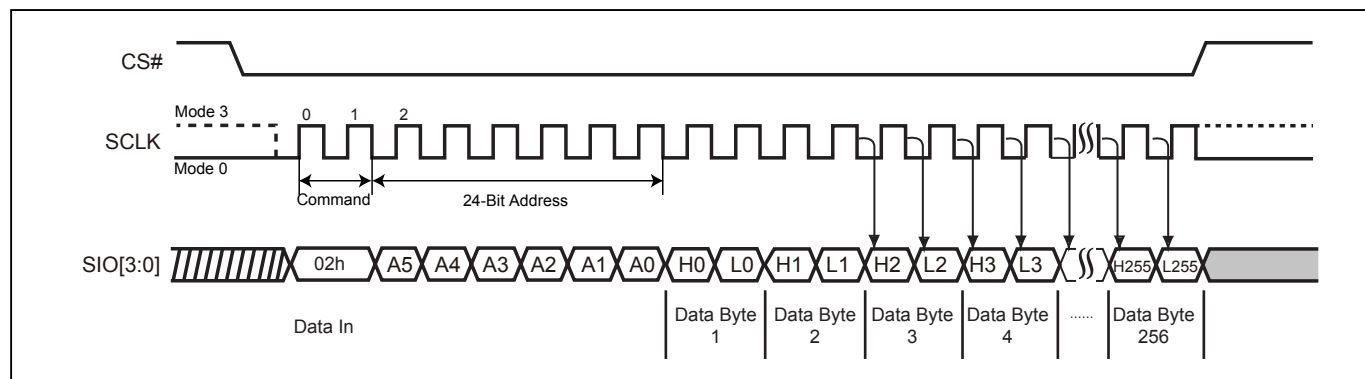 CS#
Mode 3
0 1 2
SCLK
Mode 0
Command
24-Bit Address
SIO[3:0]
02h A5 A4 A3 A2 A1 A0 H0 L0 H1 L1 H2 L2 H3 L3 H255 L255
Data In
Data Byte 1
Data Byte 2
Data Byte 3
Data Byte 4
......
Data Byte 256